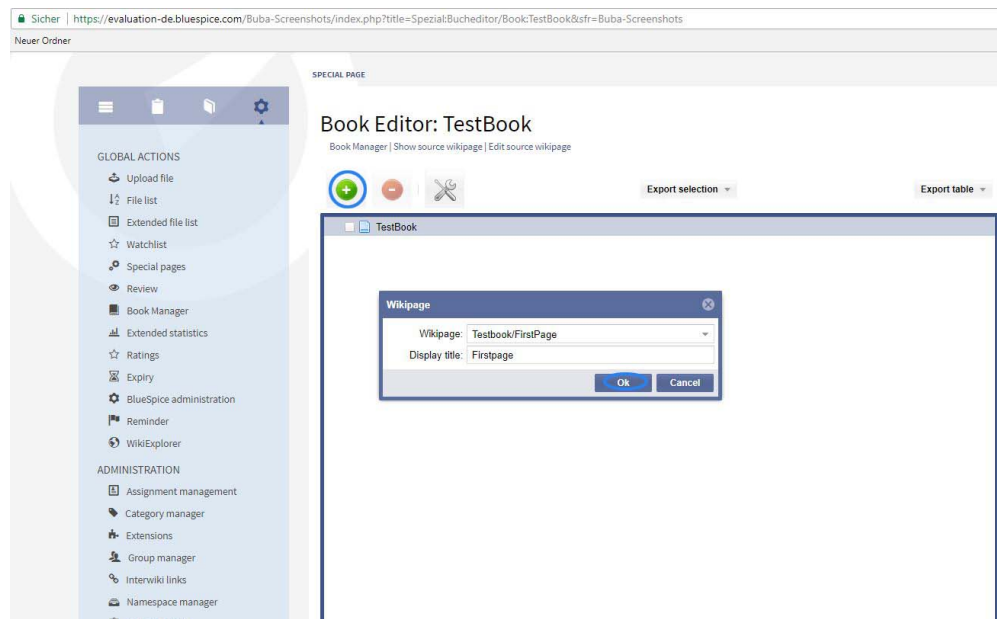 Sicher | https://evaluation-de.bluespice.com/Buba-Screenshots/index.php?title=Spezial:Bucheditor/Book:TestBook&sfr=Buba-Screenshots
Neuer Ordner
SPECIAL PAGE
Book Editor: TestBook
Book Manager | Show source wikipage | Edit source wikipage
Export selection
Export table
TestBook
Wikipage
Wikipage: Testbook/FirstPage
Display title: Firstpage
Ok Cancel
GLOBAL ACTIONS
Upload file
File list
Extended file list
Watchlist
Special pages
Review
Book Manager
Extended statistics
Ratings
Expiry
BlueSpice administration
Reminder
WikiExplorer
ADMINISTRATION
Assignment management
Category manager
Extensions
Group manager
Interwiki links
Namespace manager